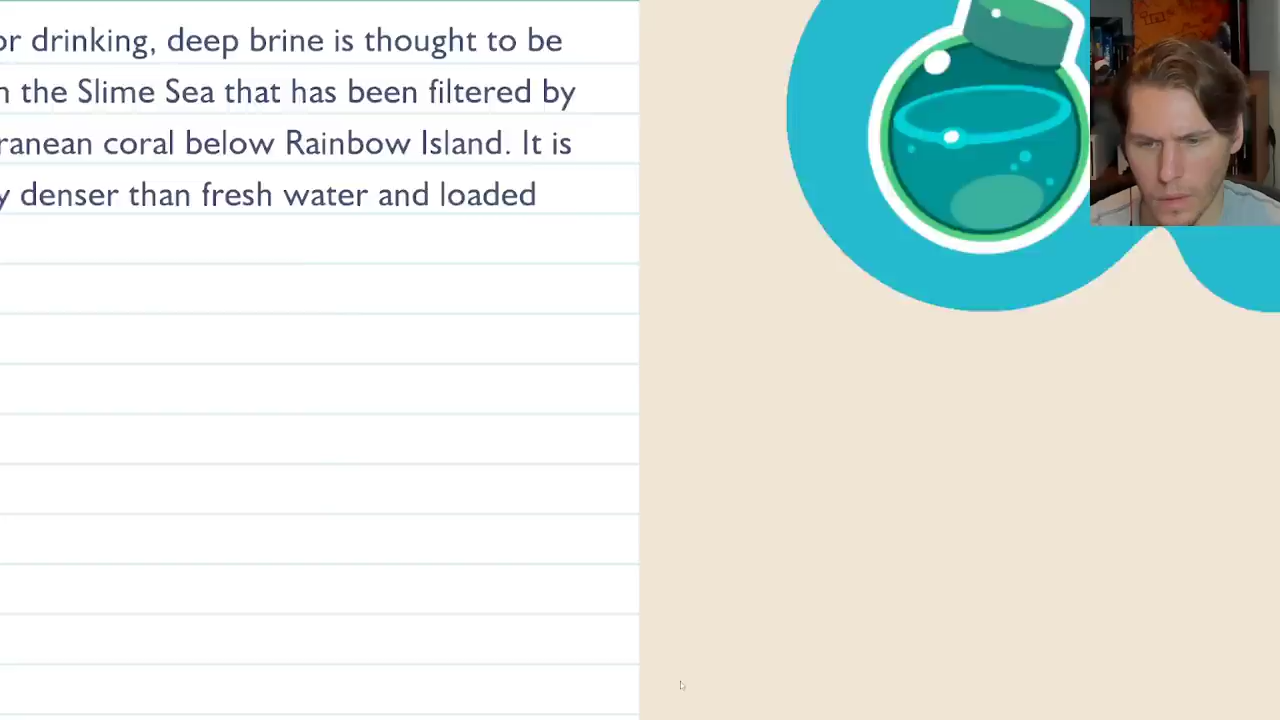 or drinking, deep brine is thought to be
the Slime Sea that has been filtered by
coral below Rainbow Island. It is
denser than fresh water and loaded